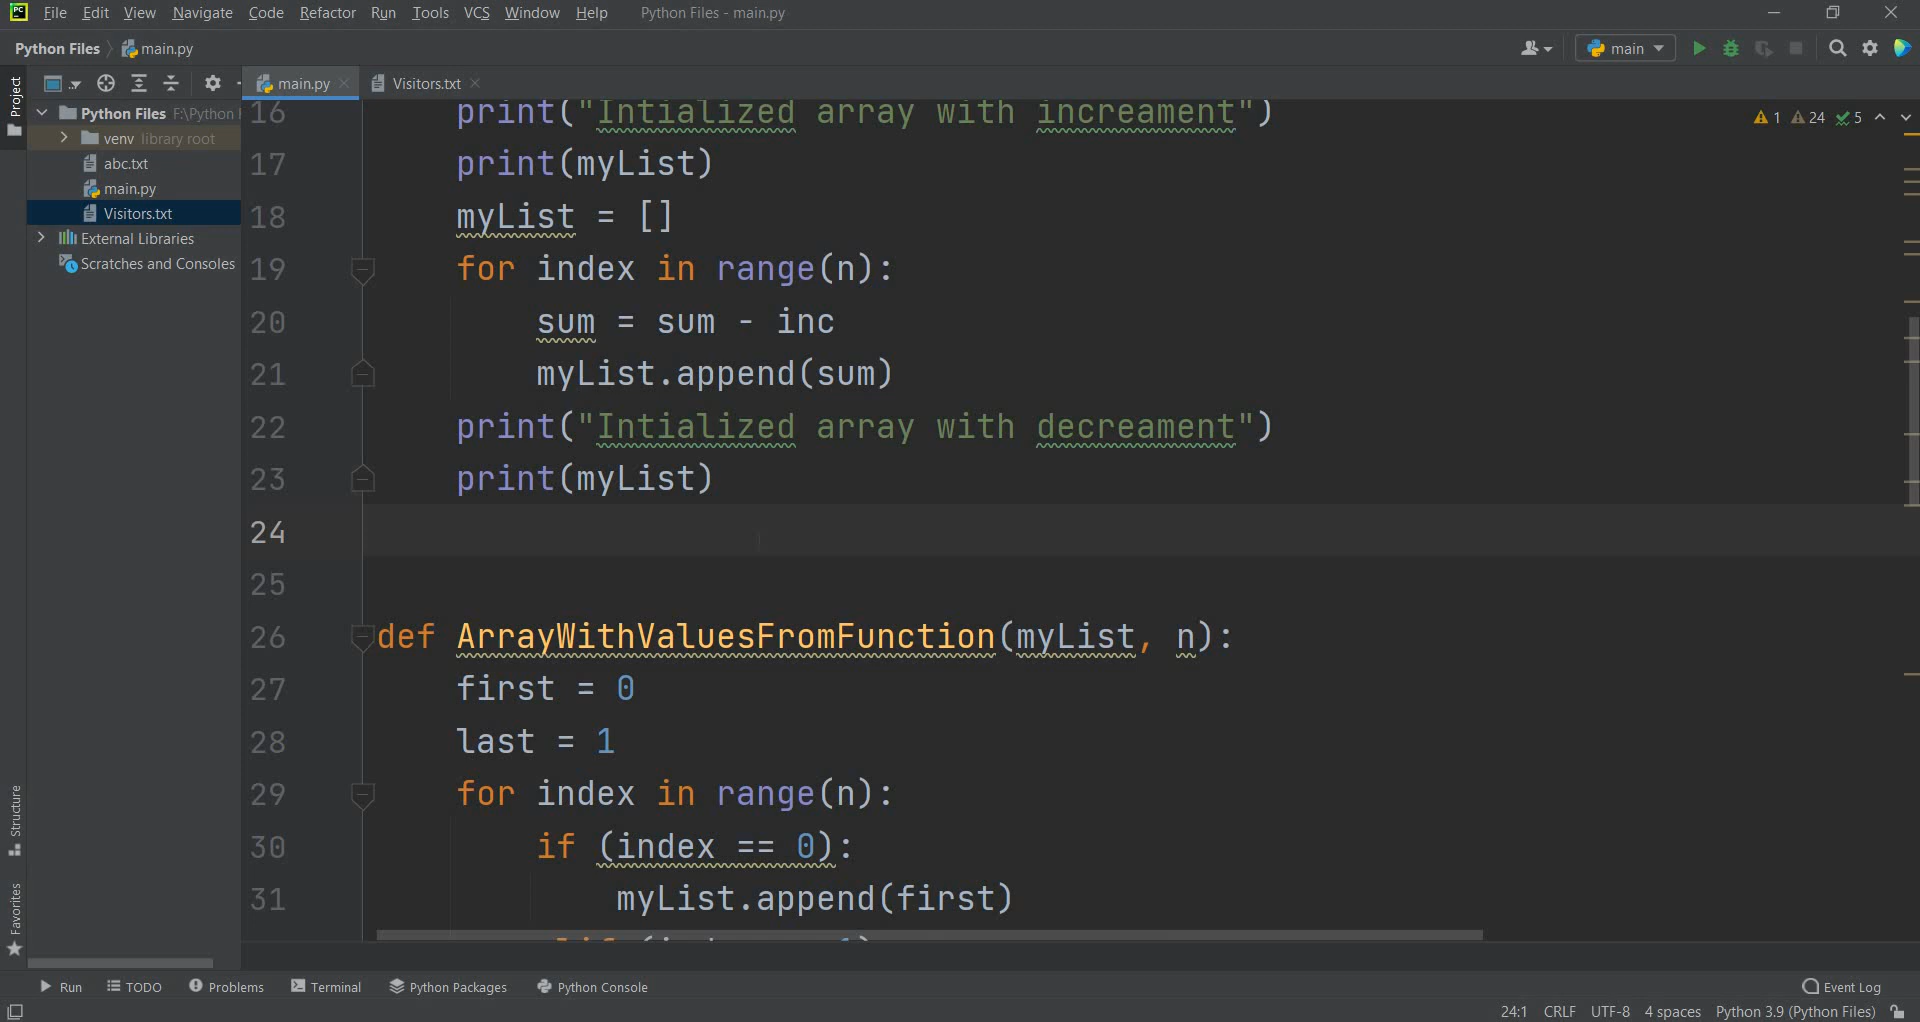 PC File Edit View Navigate Code Refactor Run Tools VCS Window Help Python Files - main.py
Python Files main.py main
Project main.py Visitors.txt
Python Files F:\Python
venv library root
abc.txt
main.py
Visitors.txt
External Libraries
Scratches and Consoles
1 24 5
16 print("Intialized array with increament")
17 print(myList)
18 myList = []
19 for index in range(n):
20 sum = sum - inc
21 myList.append(sum)
22 print("Intialized array with decreament")
23 print(myList)
24
25
26 def ArrayWithValuesFromFunction(myList, n):
27 first = 0
28 last = 1
29 for index in range(n):
30 if (index == 0):
31 myList.append(first)
Structure
Favorites
Run TODO Problems Terminal Python Packages Python Console Event Log
24:1 CRLF UTF-8 4 spaces Python 3.9 (Python Files)